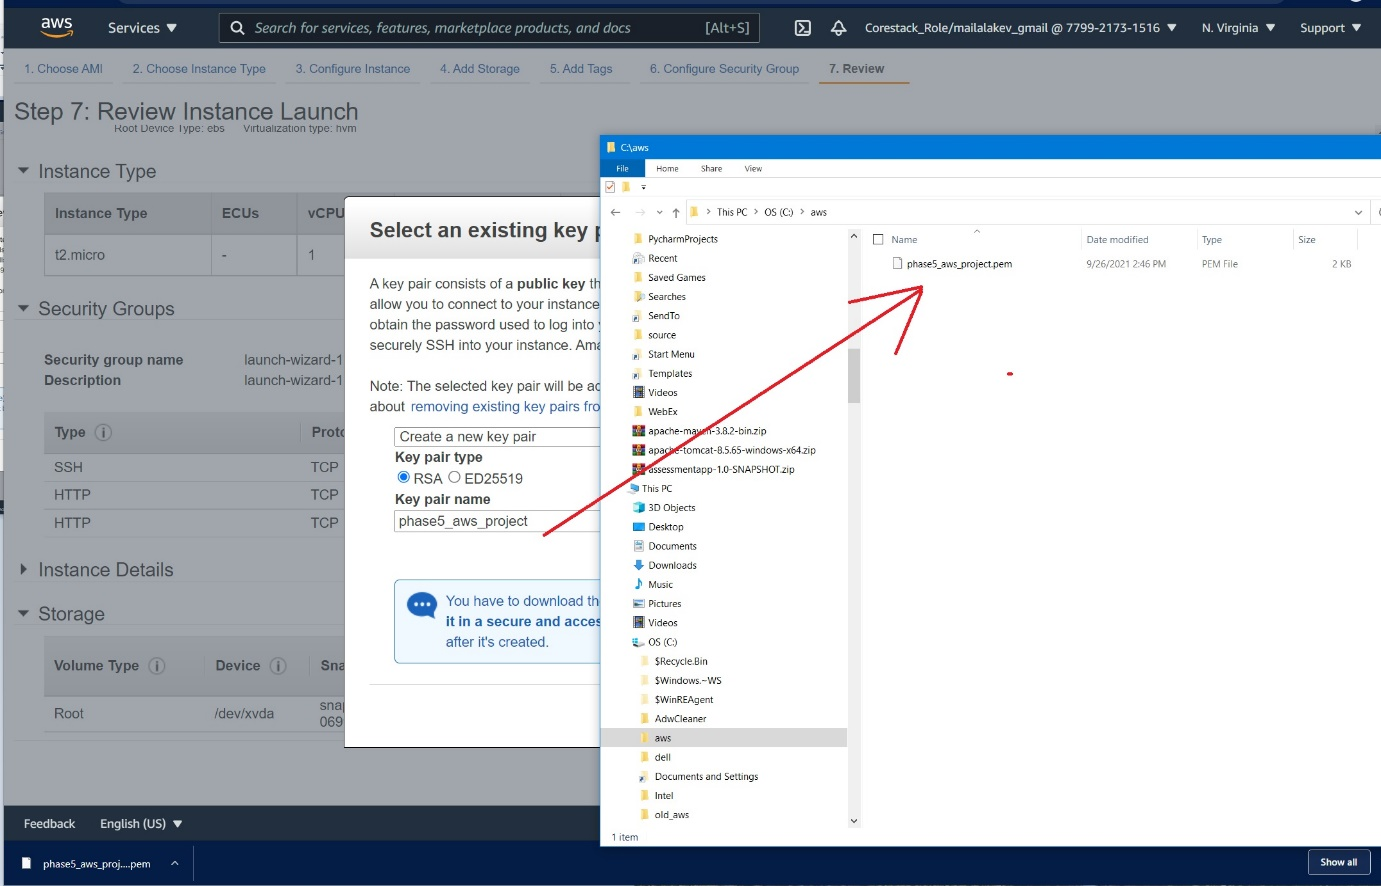 aws
Services
Search for services, features, marketplace products, and docs
[Alt+S]
Corestack_Role/mailalakev_gmail @ 7799-2173-1516
N. Virginia
Support
1. Choose AMI
2. Choose Instance Type
3. Configure Instance
4. Add Storage
5. Add Tags
6. Configure Security Group
7. Review
Step 7: Review Instance Launch
Root Device Type: ebs Virtualization type: hvm
Instance Type
Instance Type ECUs vCPU
t2.micro - 1
Security Groups
Security group name launch-wizard-1
Description launch-wizard-1
Type Proto
SSH TCP
HTTP TCP
HTTP TCP
Instance Details
Storage
Volume Type Device Sna
Root /dev/xvda snap
069
Select an existing key p
A key pair consists of a public key th
allow you to connect to your instance
obtain the password used to log into y
securely SSH into your instance. Ama
Note: The selected key pair will be ad
about removing existing key pairs fro
Create a new key pair
Key pair type
RSA ED25519
Key pair name
phase5_aws_project
You have to download th
it in a secure and acces
after it's created.
C:\aws
File Home Share View
This PC > OS (C:) > aws
PycharmProjects
Recent
Saved Games
Searches
SendTo
source
Start Menu
Templates
Videos
WebEx
apache-maven-3.8.2-bin.zip
apache-tomcat-8.5.65-windows-x64.zip
assessmentapp-1.0-SNAPSHOT.zip
This PC
3D Objects
Desktop
Documents
Downloads
Music
Pictures
Videos
OS (C:)
$Recycle.Bin
$Windows.~WS
$WinREAgent
AdwCleaner
aws
dell
Documents and Settings
Intel
old_aws
Name Date modified Type Size
phase5_aws_project.pem 9/26/2021 2:46 PM PEM File 2 KB
1 item
Feedback
English (US)
phase5_aws_proj....pem
Show all